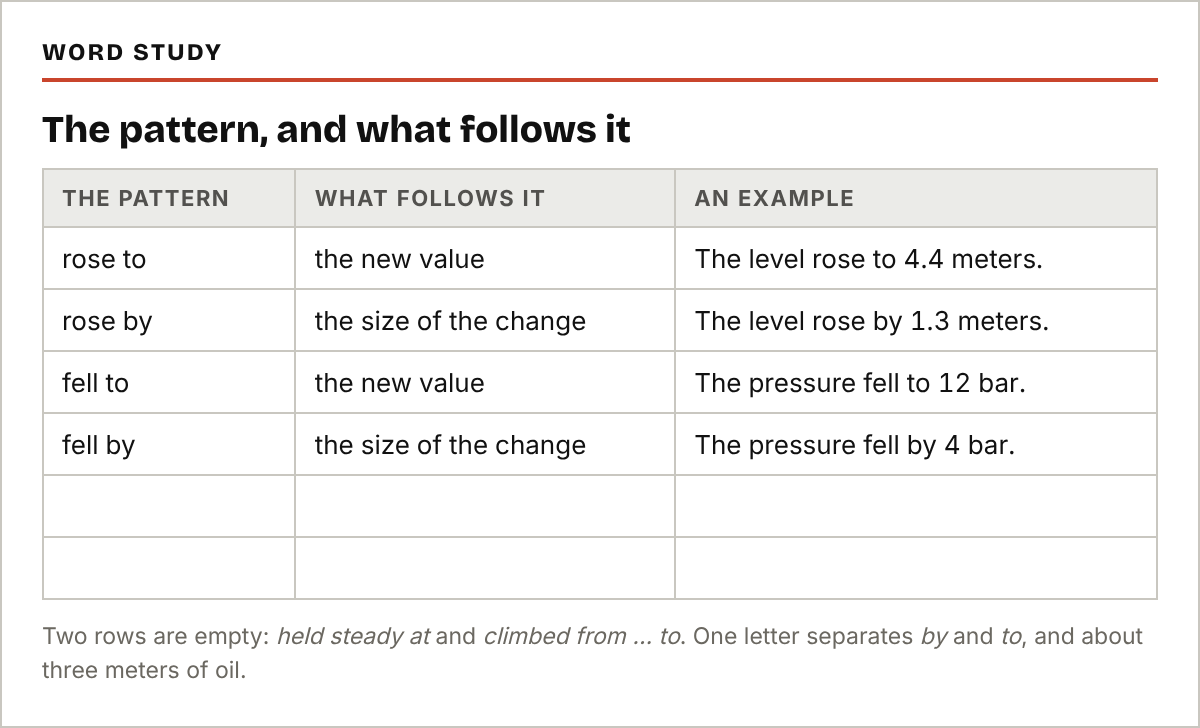 WORD STUDY
The pattern, and what follows it
THE PATTERN WHAT FOLLOWS IT AN EXAMPLE
rose to the new value The level rose to 4.4 meters.
rose by the size of the change The level rose by 1.3 meters.
fell to the new value The pressure fell to 12 bar.
fell by the size of the change The pressure fell by 4 bar.
Two rows are empty: held steady at and climbed from ... to. One letter separates by and to, and about
three meters of oil.